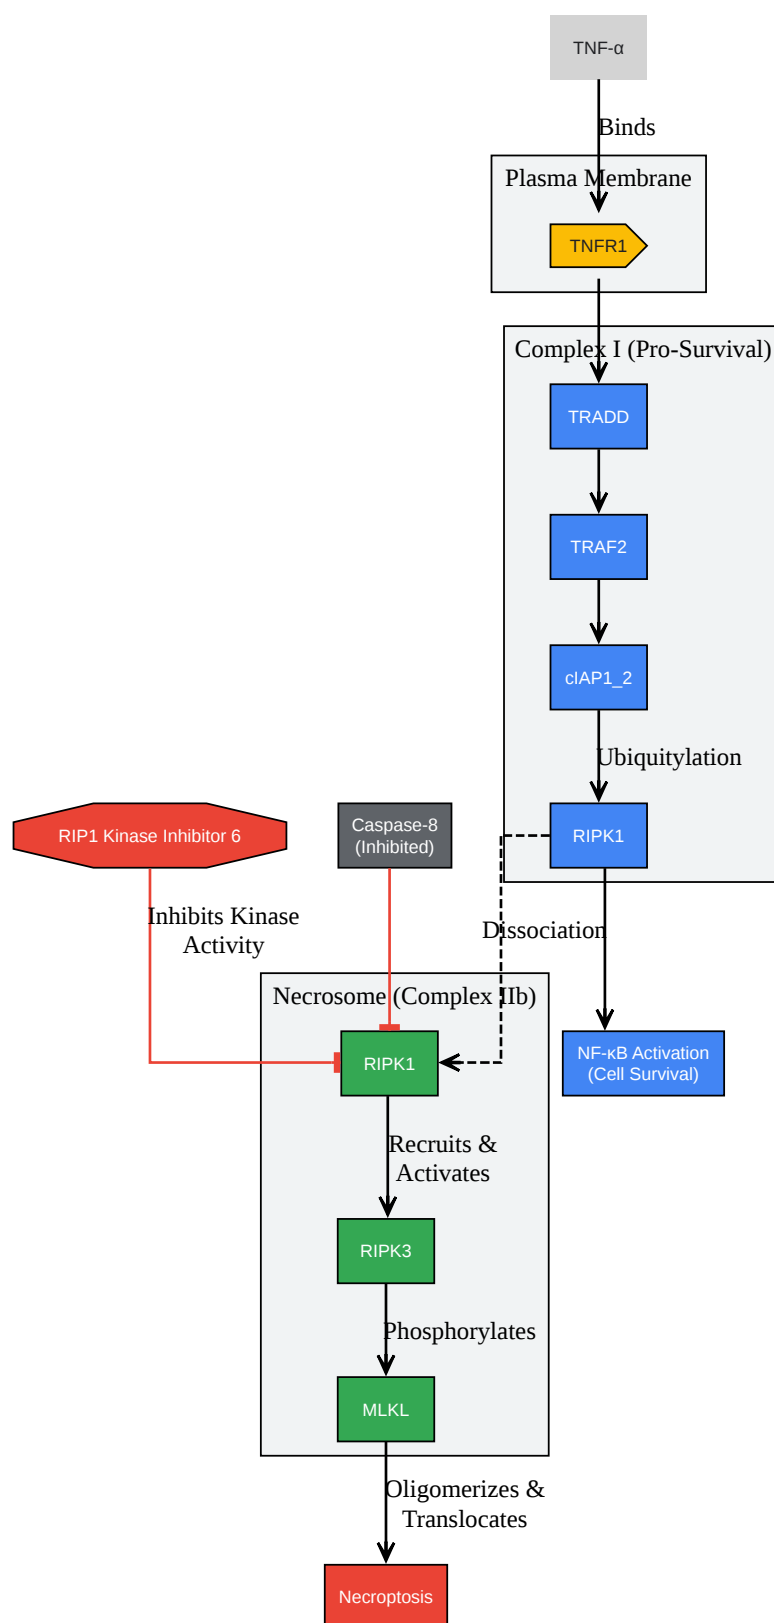 TNF-α
Binds
Plasma Membrane
TNFR1
Complex I (Pro-Survival)
TRADD
TRAF2
cIAP1_2
Ubiquitylation
RIP1 Kinase Inhibitor 6
Caspase-8
(Inhibited)
RIPK1
Inhibits Kinase
Activity
Dissociation
Necrosome (Complex IIb)
RIPK1
NF-κB Activation
(Cell Survival)
Recruits &
Activates
RIPK3
Phosphorylates
MLKL
Oligomerizes &
Translocates
Necroptosis